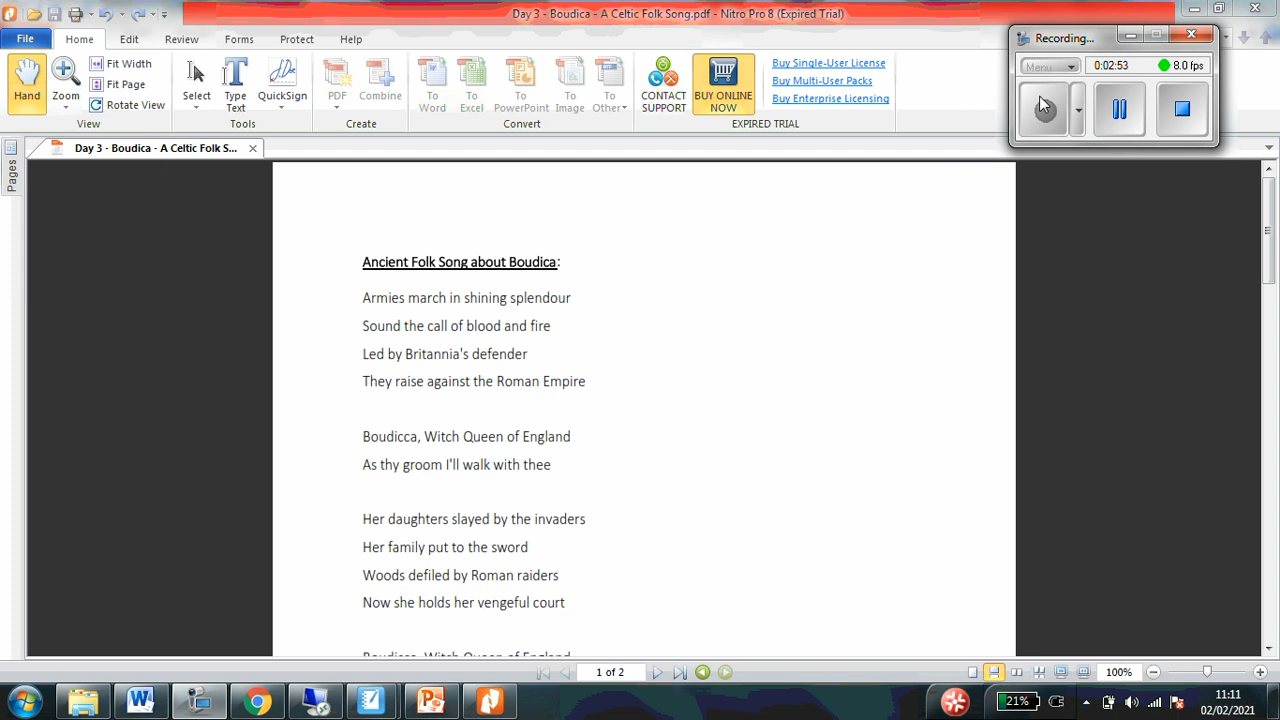 Day 3 - Boudica - A Celtic Folk Song.pdf - Nitro Pro 8 (Expired Trial)
File Home Edit Review Forms Protect Help
Hand
Zoom
Fit Width
Fit Page
Rotate View
View
Select
Type Text
QuickSign
Tools
PDF
Combine
Create
To Word
To Excel
To PowerPoint
To Image
To Other
Convert
CONTACT SUPPORT
BUY ONLINE NOW
Buy Single-User License
Buy Multi-User Packs
Buy Enterprise Licensing
EXPIRED TRIAL
Recording...
Menu 0:02:53 8.0 fps
Day 3 - Boudica - A Celtic Folk S...
Pages
Ancient Folk Song about Boudica:
Armies march in shining splendour
Sound the call of blood and fire
Led by Britannia's defender
They raise against the Roman Empire
Boudicca, Witch Queen of England
As thy groom I'll walk with thee
Her daughters slayed by the invaders
Her family put to the sword
Woods defiled by Roman raiders
Now she holds her vengeful court
Boudicca, Witch Queen of England
1 of 2
100%
21%
11:11
02/02/2021